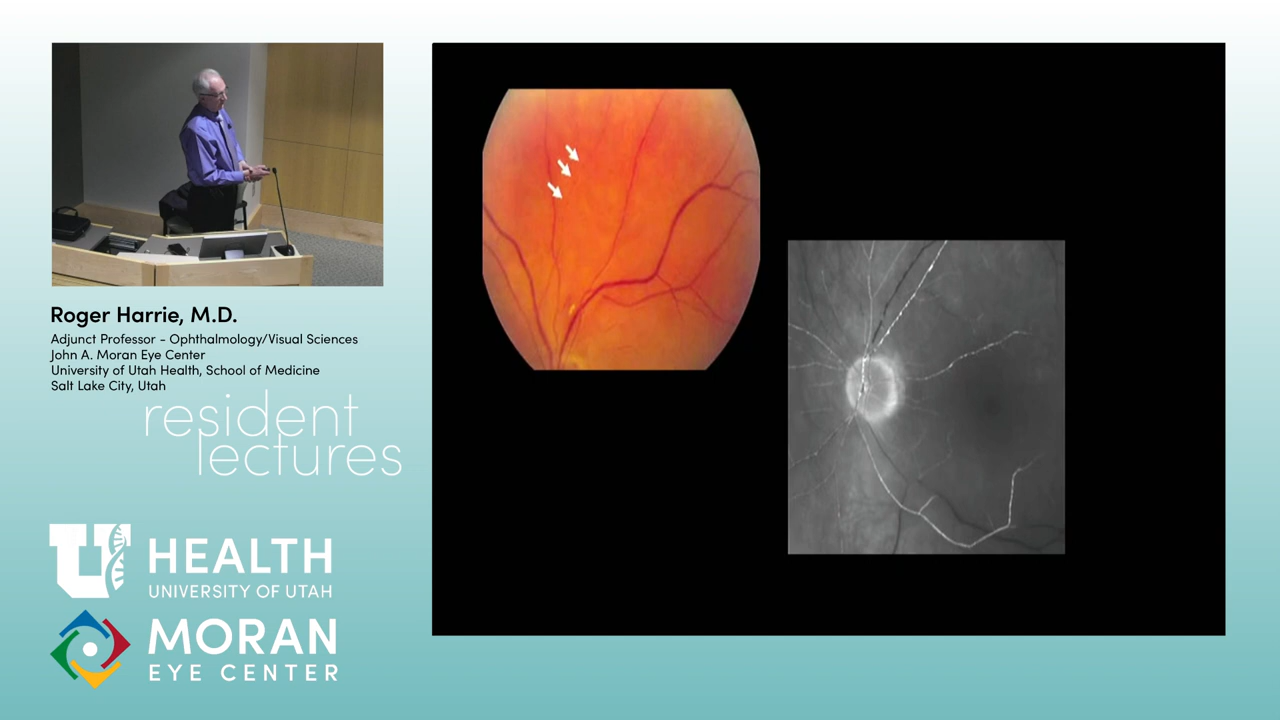 Roger Harrie, M.D.
Adjunct Professor - Ophthalmology/Visual Sciences
John A. Moran Eye Center
University of Utah Health, School of Medicine
Salt Lake City, Utah
resident
lectures
U HEALTH
UNIVERSITY OF UTAH
MORAN
EYE CENTER